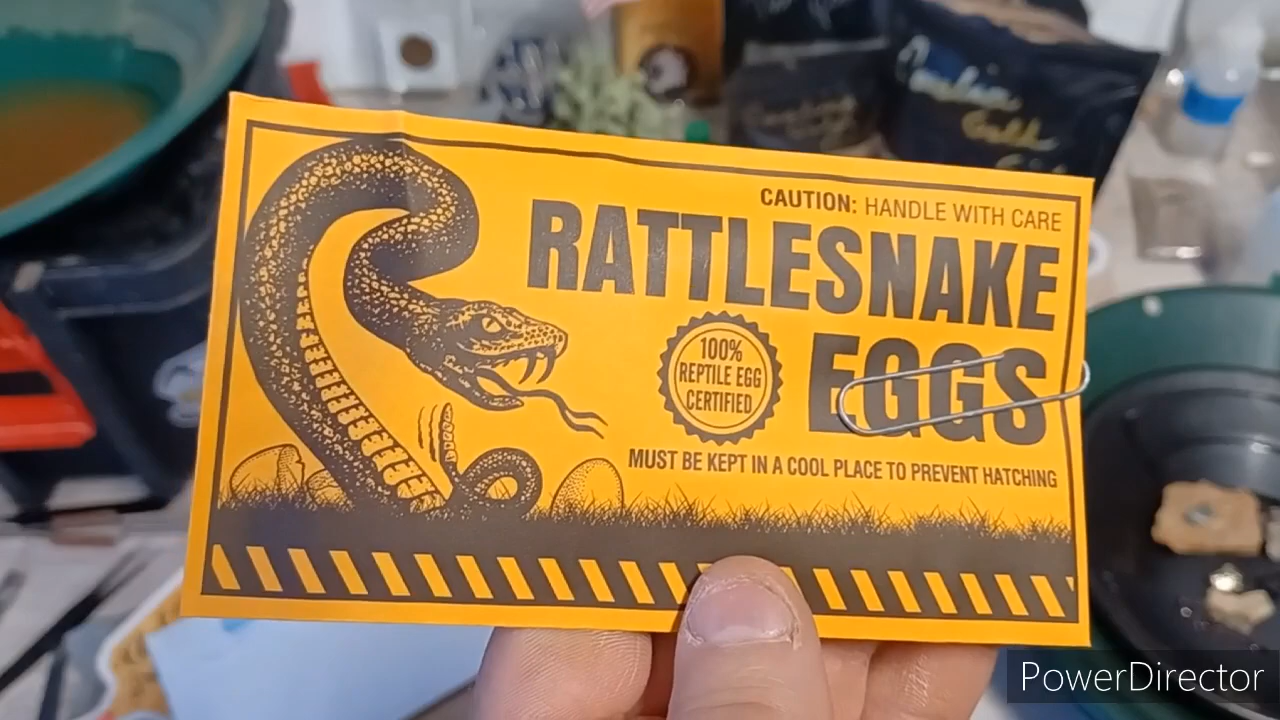 CAUTION: HANDLE WITH CARE
RATTLESNAKE
EGGS
100%
REPTILE EGG
CERTIFIED
MUST BE KEPT IN A COOL PLACE TO PREVENT HATCHING
PowerDirector